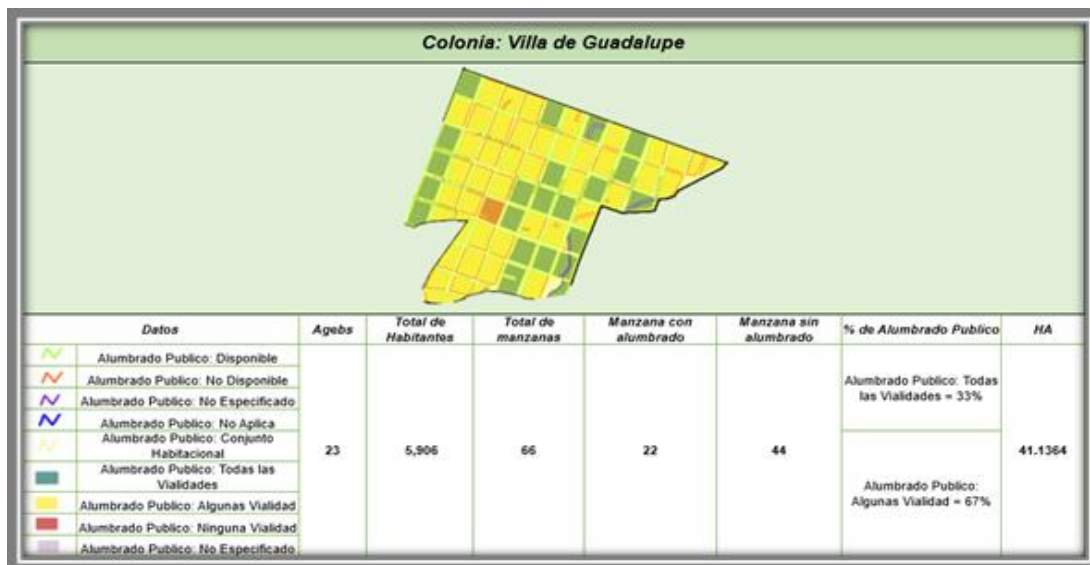 Colonia: Villa de Guadalupe
Datos
Agebs
Total de
Habitantes
Total de
manzanas
Manzana con
alumbrado
Manzana sin
alumbrado
% de Alumbrado Publico
HA
Alumbrado Publico: Disponible
Alumbrado Publico: No Disponible
Alumbrado Publico: No Especificado
Alumbrado Publico: No Aplica
Alumbrado Publico: Conjunto
Habitacional
Alumbrado Publico: Todas las
Vialidades
Alumbrado Publico: Algunas Vialidad
Alumbrado Publico: Ninguna Vialidad
Alumbrado Publico: No Especificado
23
5,906
66
22
44
Alumbrado Publico: Todas
las Vialidades = 33%
Alumbrado Publico:
Algunas Vialidad = 67%
41.1364